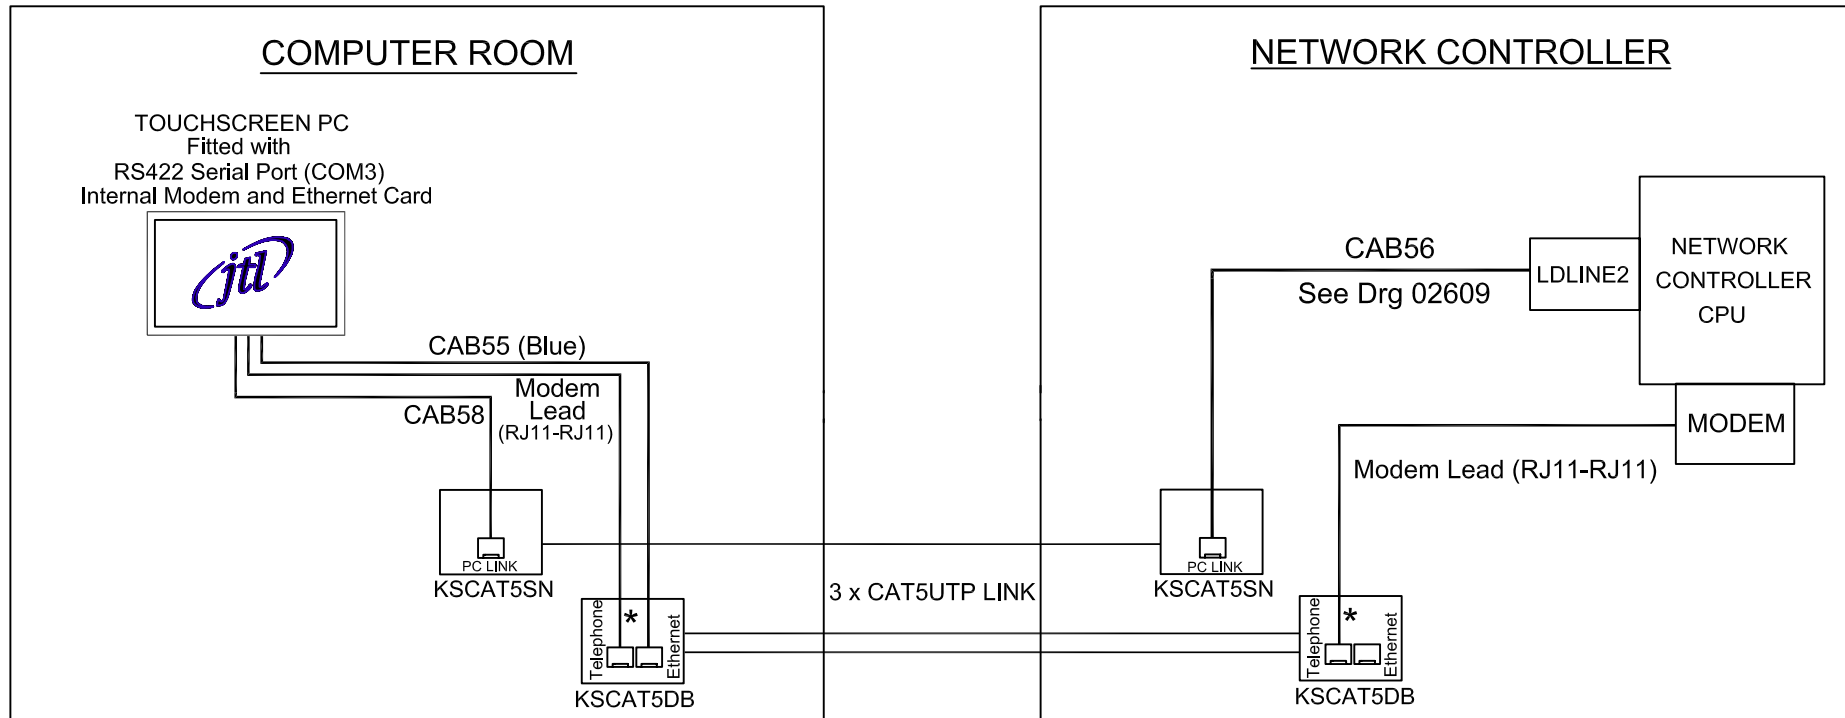 COMPUTER ROOM
TOUCHSCREEN PC
Fitted with
RS422 Serial Port (COM3)
Internal Modem and Ethernet Card
jtl
CAB55 (Blue)
Modem
Lead
(RJ11-RJ11)
CAB58
PC LINK
KSCAT5SN
Telephone
*
Ethernet
KSCAT5DB
3 x CAT5UTP LINK
NETWORK CONTROLLER
CAB56
See Drg 02609
LDLINE2
NETWORK
CONTROLLER
CPU
MODEM
Modem Lead (RJ11-RJ11)
PC LINK
KSCAT5SN
Telephone
*
Ethernet
KSCAT5DB